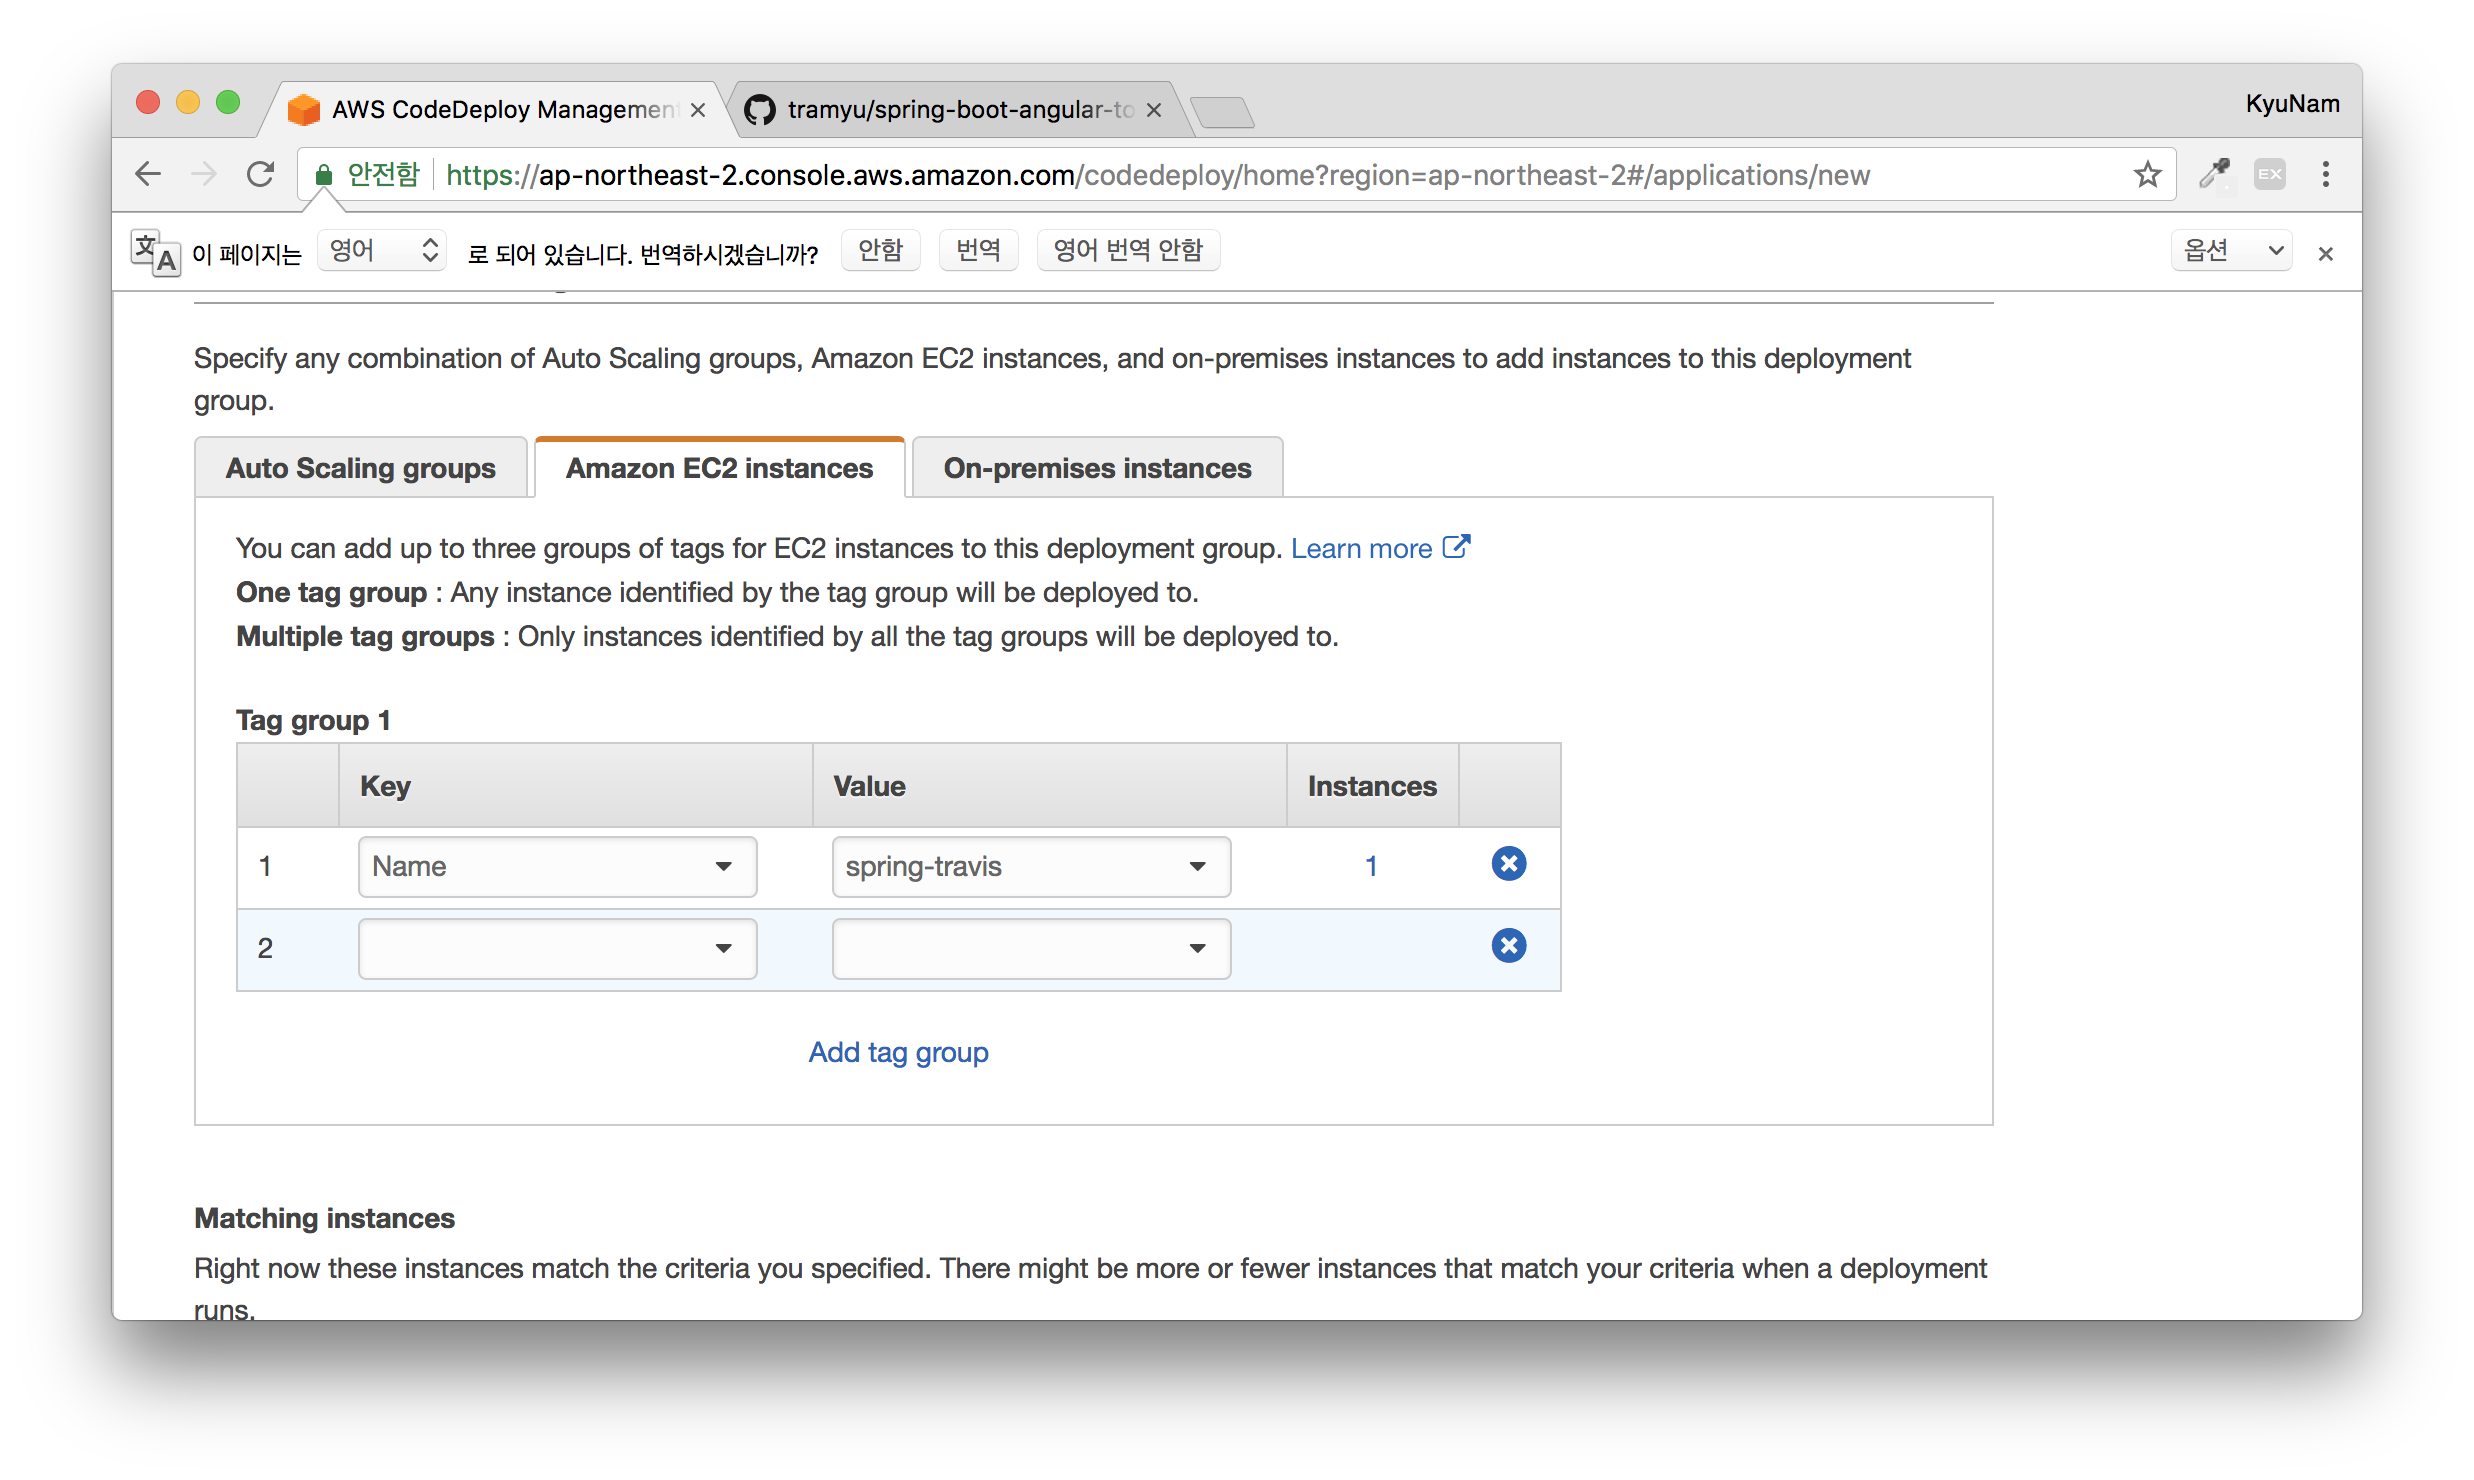 AWS CodeDeploy Management
tramyu/spring-boot-angular-to
KyuNam
안전함
https://ap-northeast-2.console.aws.amazon.com/codedeploy/home?region=ap-northeast-2#/applications/new
EX
文A 이 페이지는 영어 로 되어 있습니다. 번역하시겠습니까? 안함 번역 영어 번역 안함 옵션
Specify any combination of Auto Scaling groups, Amazon EC2 instances, and on-premises instances to add instances to this deployment
group.
Auto Scaling groups
Amazon EC2 instances
On-premises instances
You can add up to three groups of tags for EC2 instances to this deployment group. Learn more
One tag group : Any instance identified by the tag group will be deployed to.
Multiple tag groups : Only instances identified by all the tag groups will be deployed to.
Tag group 1
Key Value Instances
1 Name spring-travis 1
2
Add tag group
Matching instances
Right now these instances match the criteria you specified. There might be more or fewer instances that match your criteria when a deployment
runs.